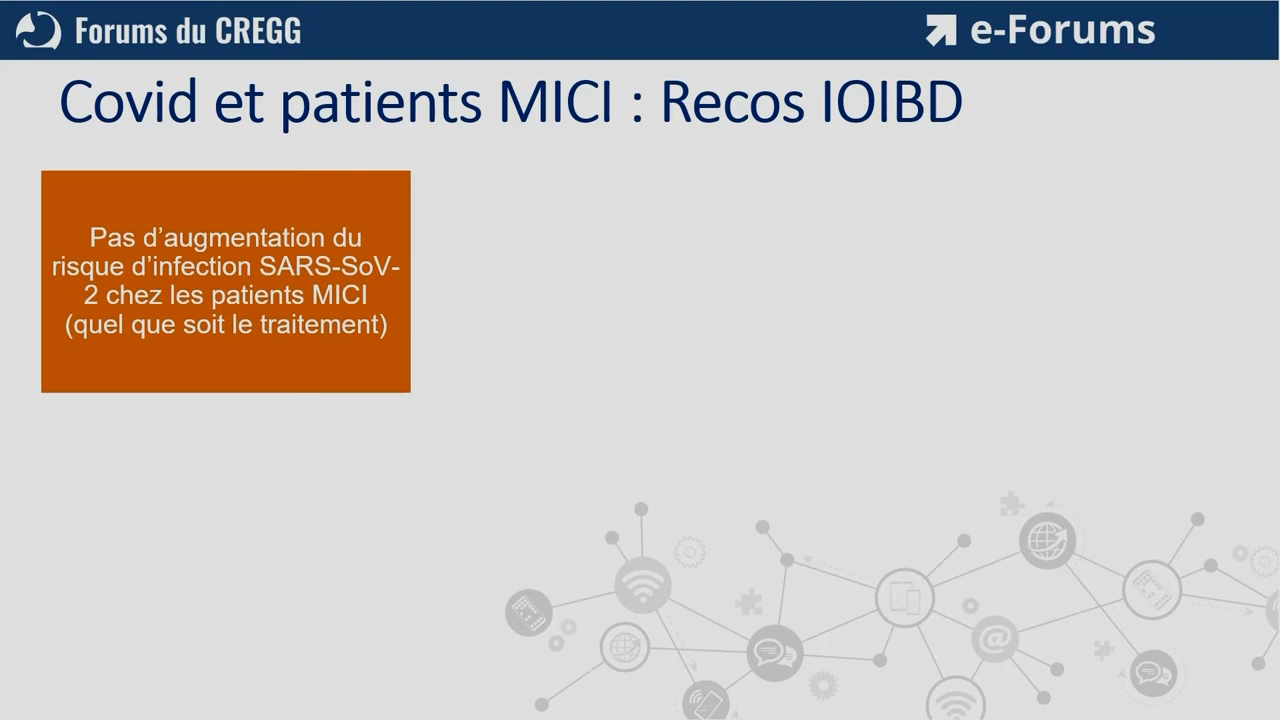 Forums du CREGG
e-Forums
Covid et patients MICI : Recos IOIBD
Pas d’augmentation du
risque d’infection SARS-SoV-
2 chez les patients MICI
(quel que soit le traitement)
@